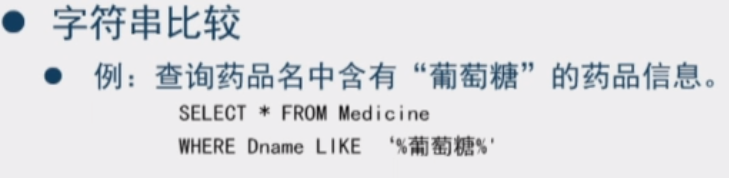 ● 字符串比较
● 例：查询药品名中含有“葡萄糖”的药品信息。
SELECT * FROM Medicine
WHERE Dname LIKE ‘%葡萄糖%'